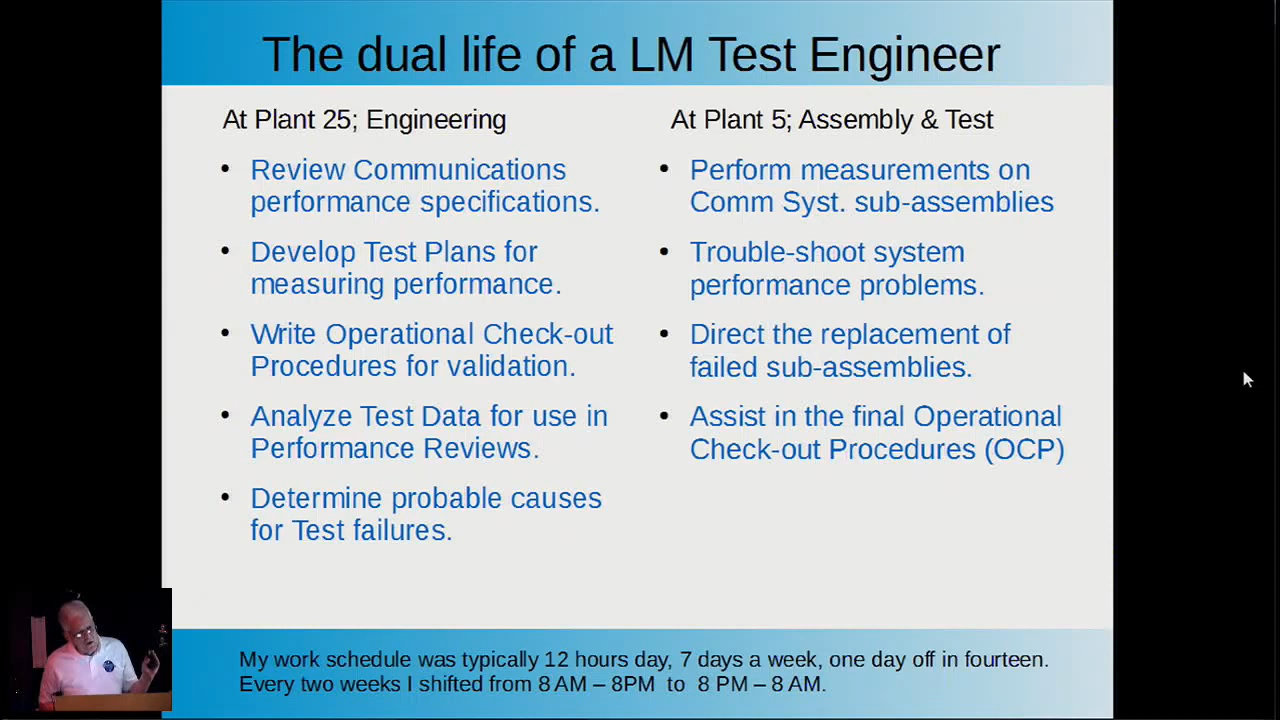 The dual life of a LM Test Engineer
At Plant 25; Engineering
• Review Communications
performance specifications.
• Develop Test Plans for
measuring performance.
• Write Operational Check-out
Procedures for validation.
• Analyze Test Data for use in
Performance Reviews.
• Determine probable causes
for Test failures.
At Plant 5; Assembly & Test
• Perform measurements on
Comm Syst. sub-assemblies
• Trouble-shoot system
performance problems.
• Direct the replacement of
failed sub-assemblies.
• Assist in the final Operational
Check-out Procedures (OCP)
My work schedule was typically 12 hours day, 7 days a week, one day off in fourteen.
Every two weeks I shifted from 8 AM – 8PM to 8 PM – 8 AM.